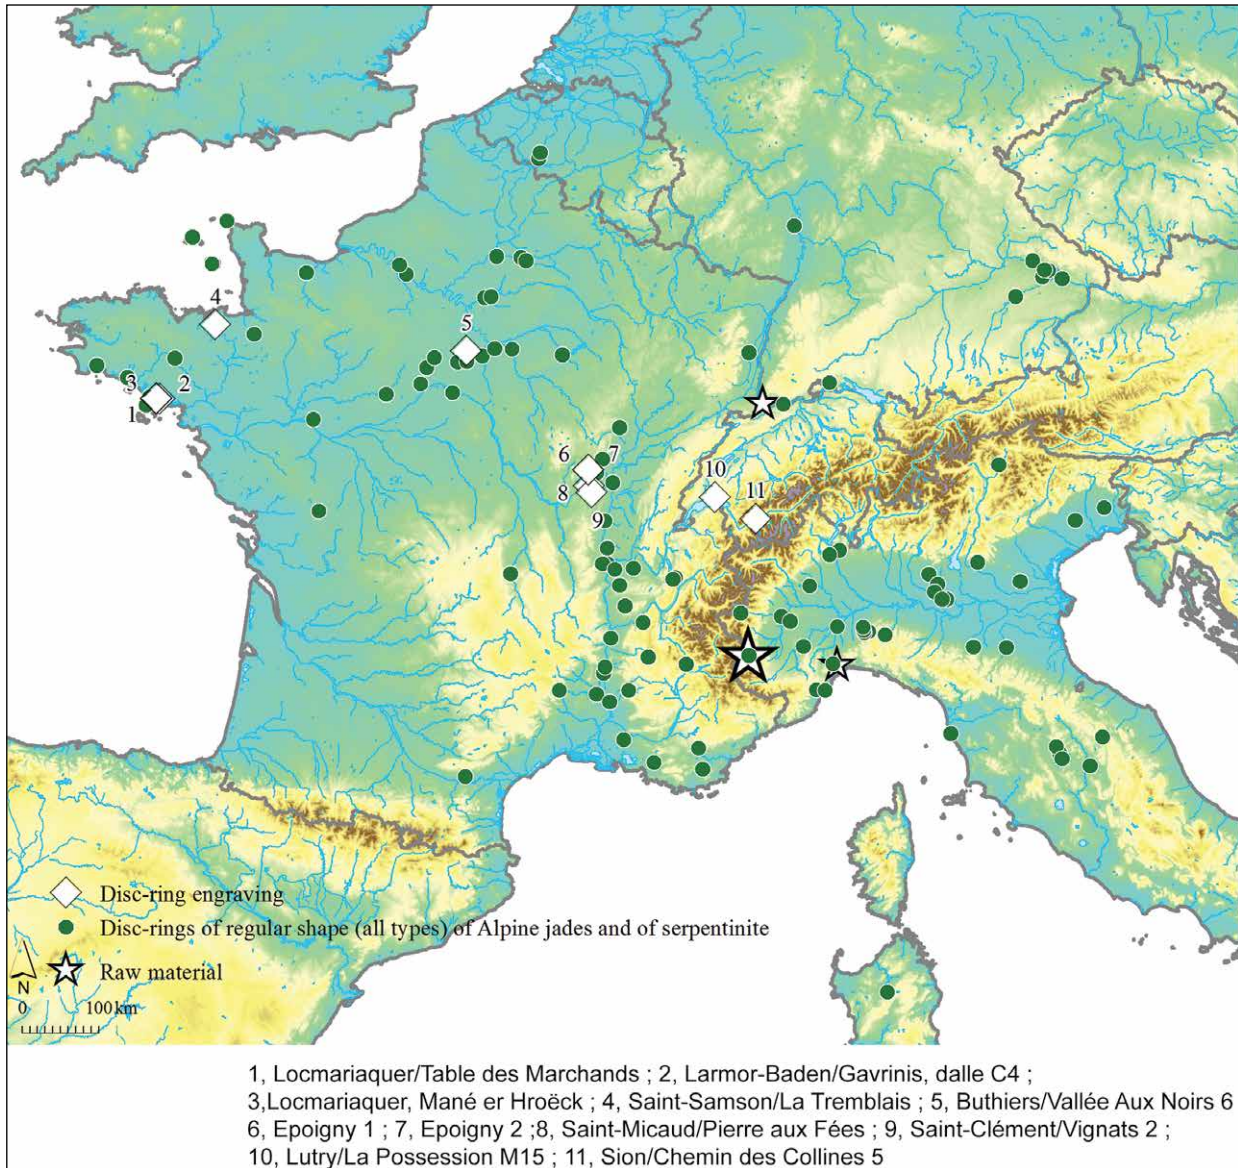 4
5
3
2
1
6
7
8
9
10
11
Disc-ring engraving
Disc-rings of regular shape (all types) of Alpine jades and of serpentinite
Raw material
N
0 100 km
1, Locmariaquer/Table des Marchands ; 2, Larmor-Baden/Gavrinis, dalle C4 ;
3,Locmariaquer, Mané er Hroëck ; 4, Saint-Samson/La Tremblais ; 5, Buthiers/Vallée Aux Noirs 6
6, Epoigny 1 ; 7, Epoigny 2 ;8, Saint-Micaud/Pierre aux Fées ; 9, Saint-Clément/Vignats 2 ;
10, Lutry/La Possession M15 ; 11, Sion/Chemin des Collines 5